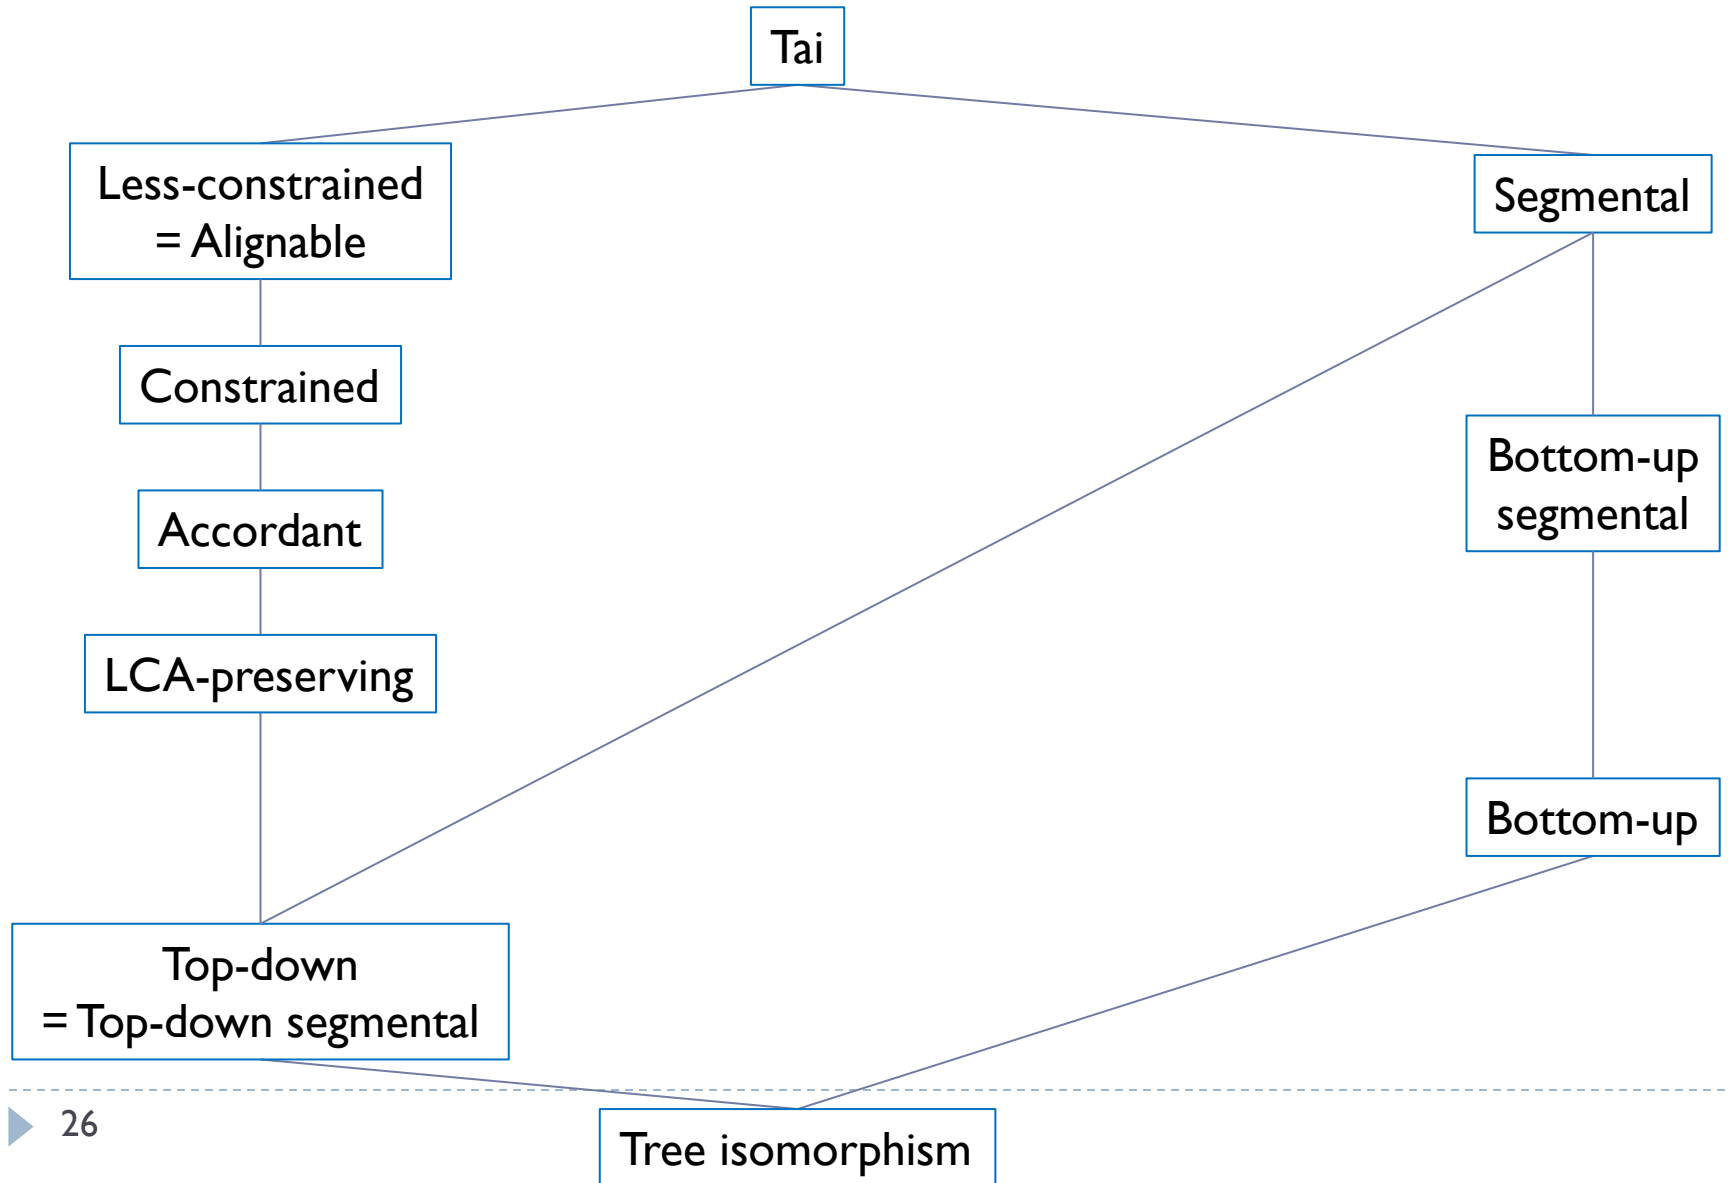 Tai
Less-constrained
= Alignable
Segmental
Constrained
Bottom-up
segmental
Accordant
LCA-preserving
Bottom-up
Top-down
= Top-down segmental
26
Tree isomorphism